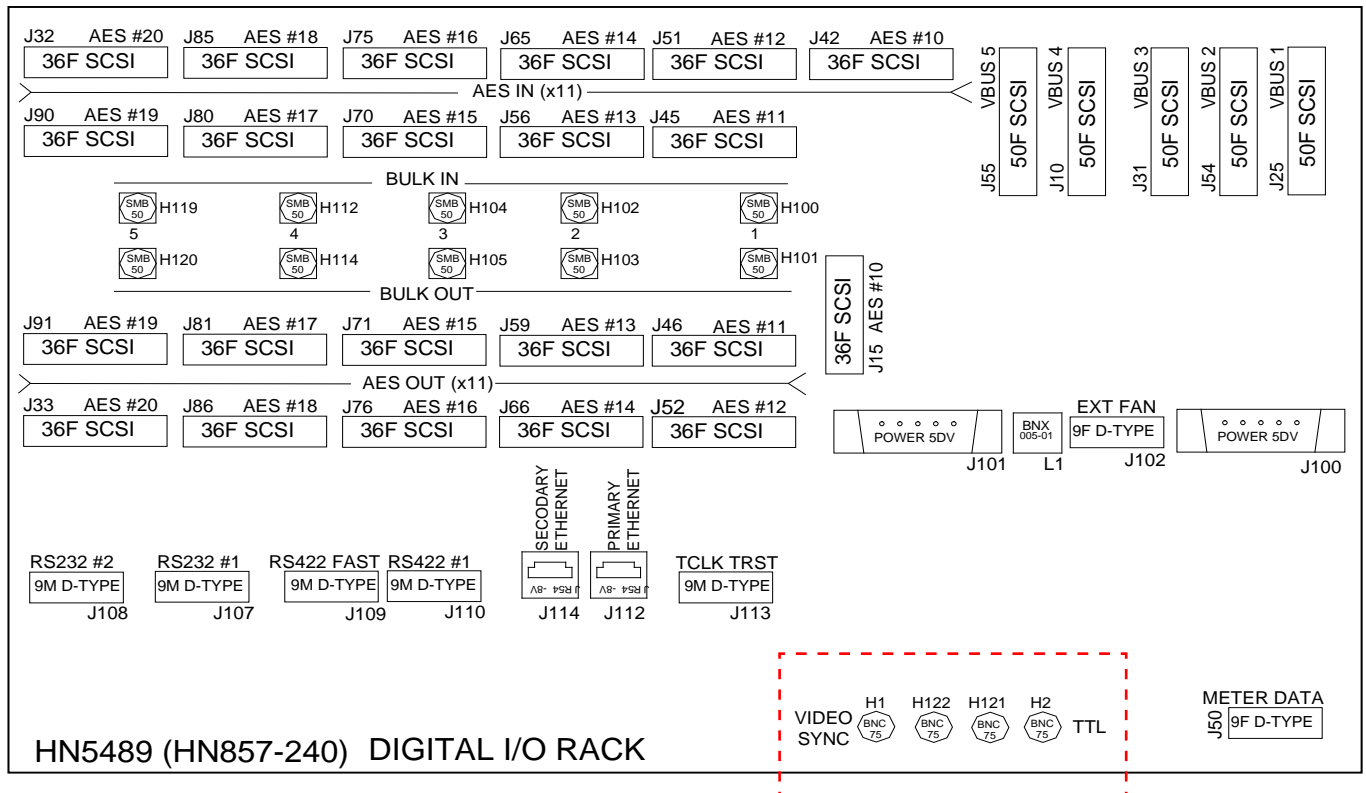 J32 AES #20 J85 AES #18 J75 AES #16 J65 AES #14 J51 AES #12 J42 AES #10
36F SCSI 36F SCSI 36F SCSI 36F SCSI 36F SCSI 36F SCSI
AES IN (x11)
J90 AES #19 J80 AES #17 J70 AES #15 J56 AES #13 J45 AES #11
36F SCSI 36F SCSI 36F SCSI 36F SCSI 36F SCSI
J55 VBUS 5
50F SCSI
J10 VBUS 4
50F SCSI
J31 VBUS 3
50F SCSI
J54 VBUS 2
50F SCSI
J25 VBUS 1
50F SCSI
BULK IN
SMB 50 H119 SMB 50 H112 SMB 50 H104 SMB 50 H102 SMB 50 H100
5 4 3 2 1
SMB 50 H120 SMB 50 H114 SMB 50 H105 SMB 50 H103 SMB 50 H101
BULK OUT
36F SCSI
J15 AES #10
J91 AES #19 J81 AES #17 J71 AES #15 J59 AES #13 J46 AES #11
36F SCSI 36F SCSI 36F SCSI 36F SCSI 36F SCSI
AES OUT (x11)
J33 AES #20 J86 AES #18 J76 AES #16 J66 AES #14 J52 AES #12
36F SCSI 36F SCSI 36F SCSI 36F SCSI 36F SCSI
POWER 5DV
J101
BNX
005-01
L1
EXT FAN
9F D-TYPE
J102
POWER 5DV
J100
RS232 #2
9M D-TYPE
J108
RS232 #1
9M D-TYPE
J107
RS422 FAST
9M D-TYPE
J109
RS422 #1
9M D-TYPE
J110
SECODARY
ETHERNET
J R54 -8V
J114
PRIMARY
ETHERNET
J R54 -8V
J112
TCLK TRST
9M D-TYPE
J113
VIDEO
SYNC
H1 H122 H121 H2
BNC 75 BNC 75 BNC 75 BNC 75
TTL
METER DATA
J50 9F D-TYPE
HN5489 (HN857-240) DIGITAL I/O RACK